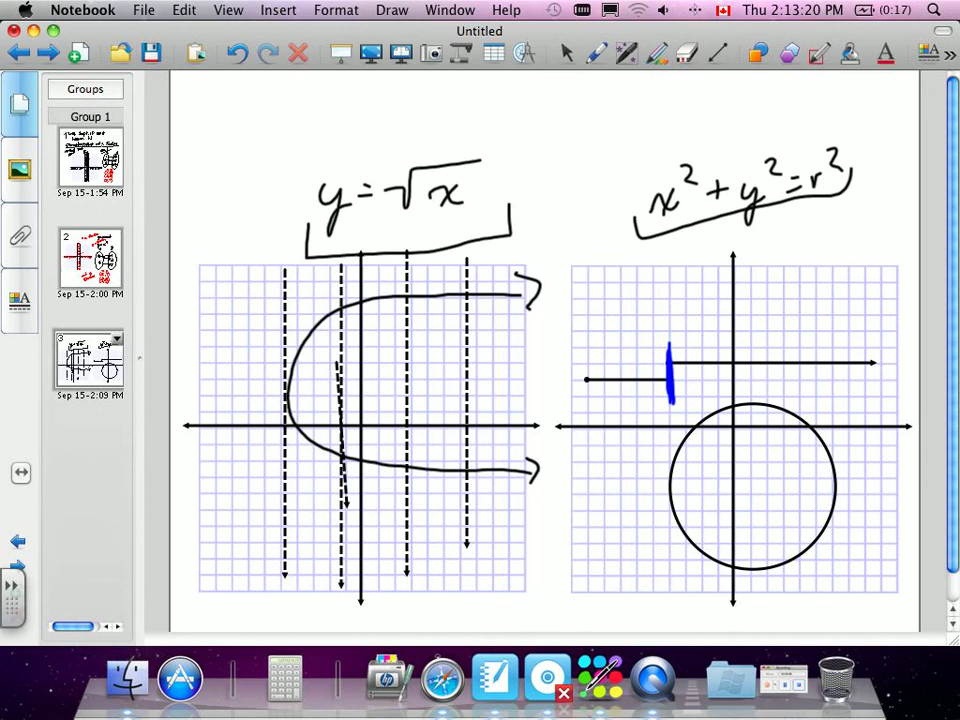 Notebook File Edit View Insert Format Draw Window Help Thu 2:13:20 PM (0:17)
Untitled
Groups
Group 1
Sep 15-1:54 PM
2
Sep 15-2:00 PM
3
Sep 15-2:09 PM
y = √x
x² + y² = r²